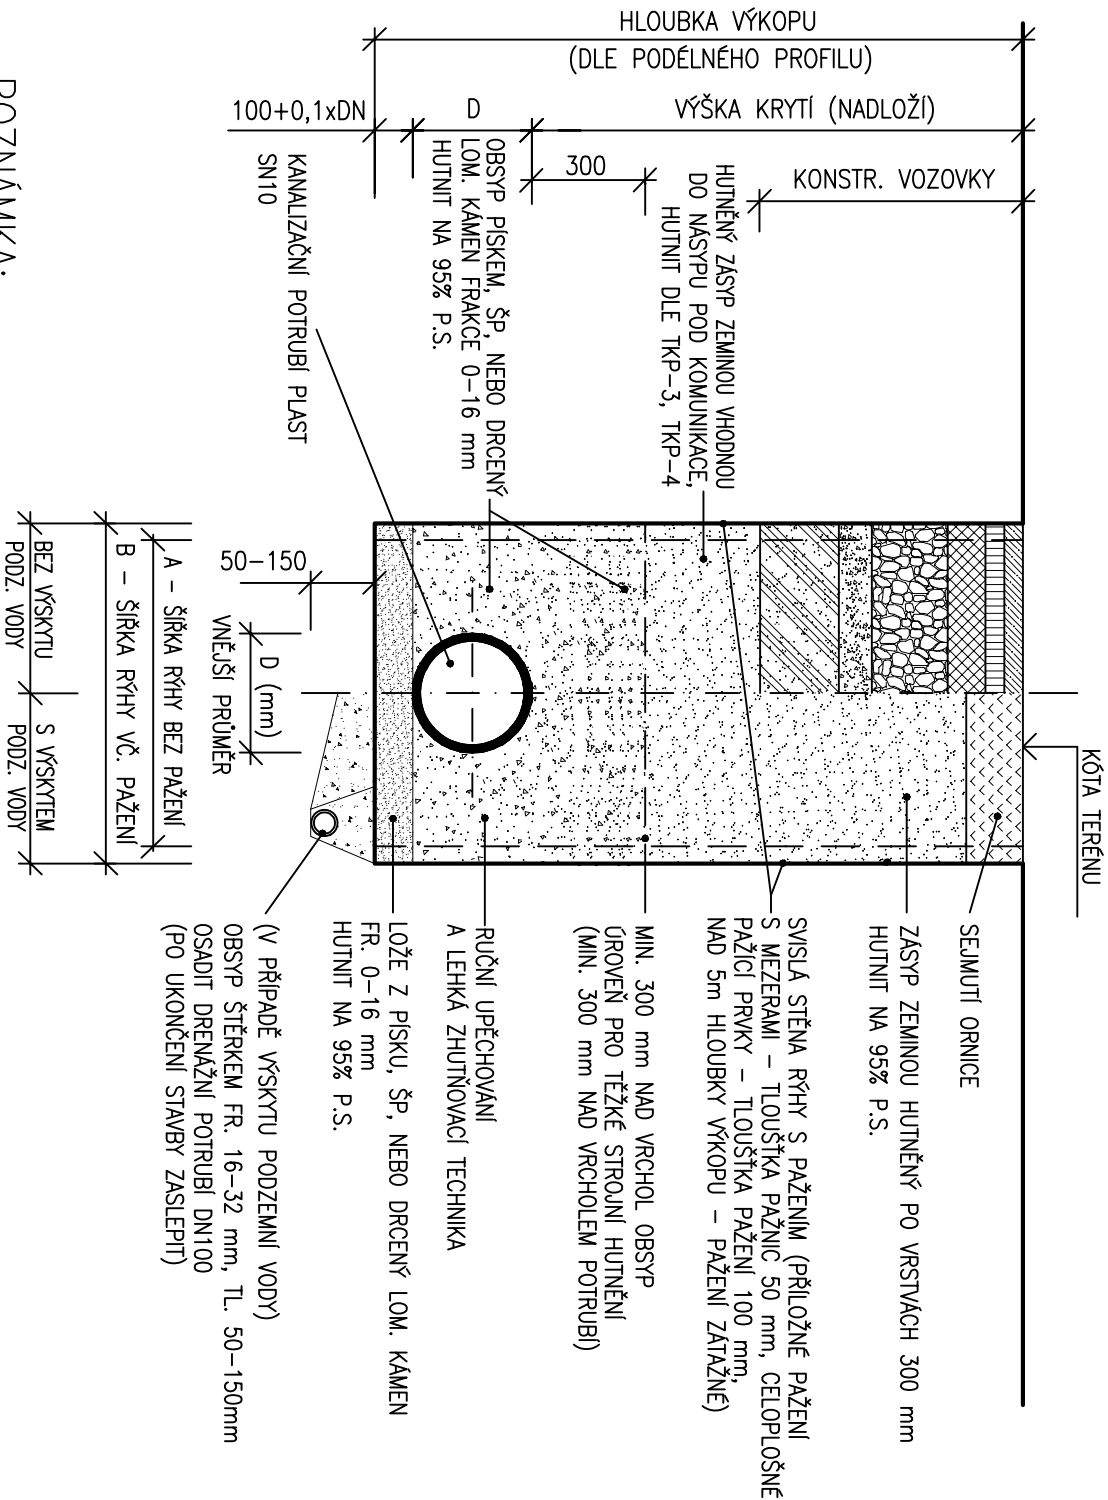 HLOUBKA VÝKOPU
(DLE PODÉLNÉHO PROFILU)
100+0,1xDN
D
VÝŠKA KRYTÍ (NADLOŽÍ)
300
KONSTR. VOZOVKY
KÓTA TERÉNU
HUTNĚNÝ ZÁSYP ZEMINOU VHODNOU
DO NÁSYPU POD KOMUNIKACE,
HUTNIT DLE TKP-3, TKP-4
OBSYP PÍSKEM, ŠP, NEBO DRCENÝ
LOM. KÁMEN FRAKCE 0-16 mm
HUTNIT NA 95% P.S.
KANALIZAČNÍ POTRUBÍ PLAST
SN10
SEJMUTÍ ORNICE
ZÁSYP ZEMINOU HUTNĚNÝ PO VRSTVÁCH 300 mm
HUTNIT NA 95% P.S.
SVISLÁ STĚNA RÝHY S PAŽENÍM (PŘÍLOŽNÉ PAŽENÍ
S MEZERAMI - TLOUŠŤKA PAŽNIC 50 mm, CELOPLOŠNÉ
PAŽÍCÍ PRVKY - TLOUŠŤKA PAŽENÍ 100 mm,
NAD 5m HLOUBKY VÝKOPU - PAŽENÍ ZÁTAŽNÉ)
MIN. 300 mm NAD VRCHOL OBSYP
ÚROVEŇ PRO TĚŽKÉ STROJNÍ HUTNĚNÍ
(MIN. 300 mm NAD VRCHOLEM POTRUBÍ)
RUČNÍ UPĚCHOVÁNÍ
A LEHKÁ ZHUTŇOVACÍ TECHNIKA
LOŽE Z PÍSKU, ŠP, NEBO DRCENÝ LOM. KÁMEN
FR. 0-16 mm
HUTNIT NA 95% P.S.
(V PŘÍPADĚ VÝSKYTU PODZEMNÍ VODY)
OBSYP ŠTĚRKEM FR. 16-32 mm, TL. 50-150mm
OSADIT DRENÁŽNÍ POTRUBÍ DN100
(PO UKONČENÍ STAVBY ZASLEPIT)
50-150
D (mm)
VNĚJŠÍ PRŮMĚR
A - ŠÍŘKA RÝHY BEZ PAŽENÍ
B - ŠÍŘKA RÝHY VČ. PAŽENÍ
BEZ VÝSKYTU
PODZ. VODY
S VÝSKYTEM
PODZ. VODY
POZNÁMKA: